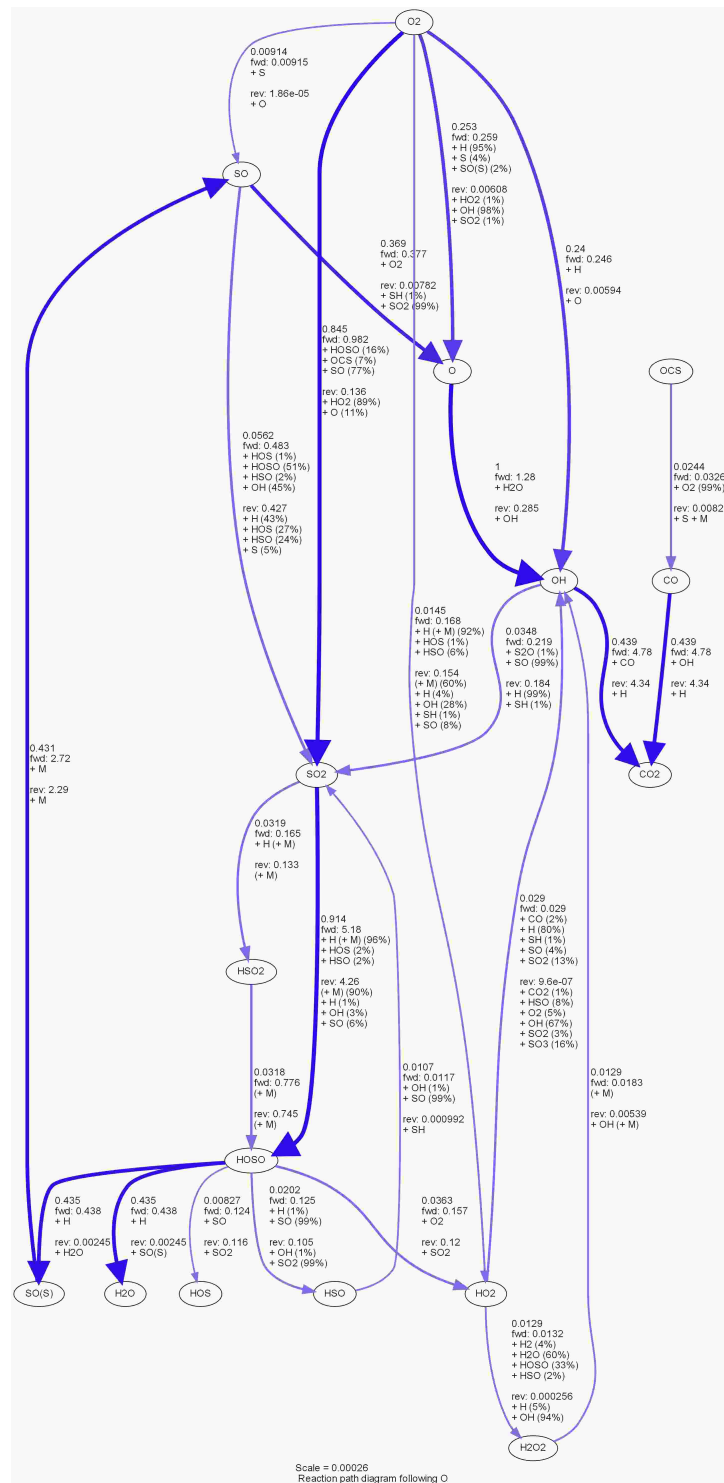 O2
0.00914
fwd: 0.00915
+ S
rev: 1.86e-05
+ O
0.253
fwd: 0.259
+ H (95%)
+ S (4%)
+ SO(S) (2%)
rev: 0.00608
+ HO2 (1%)
+ OH (98%)
+ SO2 (1%)
SO
0.369
fwd: 0.377
+ O2
rev: 0.00782
+ SH (1%)
+ SO2 (99%)
0.24
fwd: 0.246
+ H
rev: 0.00594
+ O
0.845
fwd: 0.982
+ HOSO (16%)
+ OCS (7%)
+ SO (77%)
rev: 0.136
+ HO2 (89%)
+ O (11%)
O
OCS
0.0562
fwd: 0.483
+ HOS (1%)
+ HOSO (51%)
+ HSO (2%)
+ OH (45%)
rev: 0.427
+ H (43%)
+ HOS (27%)
+ HSO (24%)
+ S (5%)
1
fwd: 1.28
+ H2O
rev: 0.285
+ OH
0.0244
fwd: 0.0326
+ O2 (99%)
rev: 0.0082
+ S + M
OH
CO
0.0145
fwd: 0.168
+ H (+ M) (92%)
+ HOS (1%)
+ HSO (6%)
rev: 0.154
(+ M) (60%)
+ H (4%)
+ OH (28%)
+ SH (1%)
+ SO (8%)
0.0348
fwd: 0.219
+ S2O (1%)
+ SO (99%)
rev: 0.184
+ H (99%)
+ SH (1%)
0.439
fwd: 4.78
+ CO
rev: 4.34
+ H
0.439
fwd: 4.78
+ OH
rev: 4.34
+ H
0.431
fwd: 2.72
+ M
rev: 2.29
+ M
SO2
CO2
0.0319
fwd: 0.165
+ H (+ M)
rev: 0.133
(+ M)
0.914
fwd: 5.18
+ H (+ M) (96%)
+ HOS (2%)
+ HSO (2%)
rev: 4.26
(+ M) (90%)
+ H (1%)
+ OH (3%)
+ SO (6%)
0.029
fwd: 0.029
+ CO (2%)
+ H (80%)
+ SH (1%)
+ SO (4%)
+ SO2 (13%)
rev: 9.6e-07
+ CO2 (1%)
+ HSO (8%)
+ O2 (5%)
+ OH (67%)
+ SO2 (3%)
+ SO3 (16%)
HSO2
0.0318
fwd: 0.776
(+ M)
rev: 0.745
(+ M)
0.0107
fwd: 0.0117
+ OH (1%)
+ SO (99%)
rev: 0.000992
+ SH
0.0129
fwd: 0.0183
(+ M)
rev: 0.00539
+ OH (+ M)
HOSO
0.435
fwd: 0.438
+ H
rev: 0.00245
+ H2O
0.435
fwd: 0.438
+ H
rev: 0.00245
+ SO(S)
0.00827
fwd: 0.124
+ SO
rev: 0.116
+ SO2
0.0202
fwd: 0.125
+ H (1%)
+ SO (99%)
rev: 0.105
+ OH (1%)
+ SO2 (99%)
0.0363
fwd: 0.157
+ O2
rev: 0.12
+ SO2
SO(S)
H2O
HOS
HSO
HO2
0.0129
fwd: 0.0132
+ H2 (4%)
+ H2O (60%)
+ HOSO (33%)
+ HSO (2%)
rev: 0.000256
+ H (5%)
+ OH (94%)
H2O2
Scale = 0.00026
Reaction path diagram following O